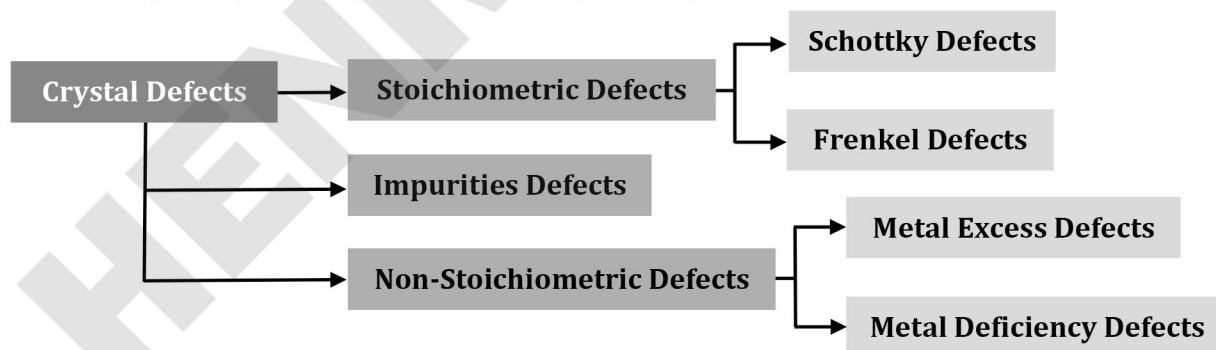 Crystal Defects
Stoichiometric Defects
Schottky Defects
Frenkel Defects
Impurities Defects
Non-Stoichiometric Defects
Metal Excess Defects
Metal Deficiency Defects